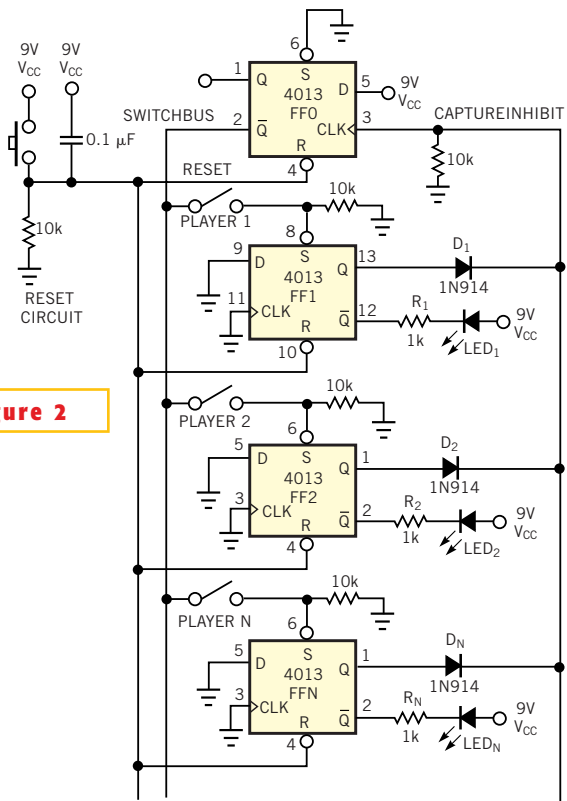 6
9V
VCC
9V
VCC
1
Q
S
D
5
9V
VCC
4013
FF0
SWITCHBUS
2
Q̅
CLK
3
CAPTUREINHIBIT
0.1 µF
R
10k
RESET
4
10k
10k
PLAYER 1
8
RESET
CIRCUIT
9
D
S
Q
13
D1
4013
FF1
1N914
11
CLK
Q̅
12
R1
9V
VCC
R
1k
LED1
10
gure 2
10k
PLAYER 2
6
5
D
S
Q
1
D2
4013
FF2
1N914
3
CLK
Q̅
2
R2
9V
VCC
R
1k
LED2
4
10k
PLAYER N
6
5
D
S
Q
1
DN
4013
FFN
1N914
3
CLK
Q̅
2
RN
9V
VCC
R
1k
LEDN
4